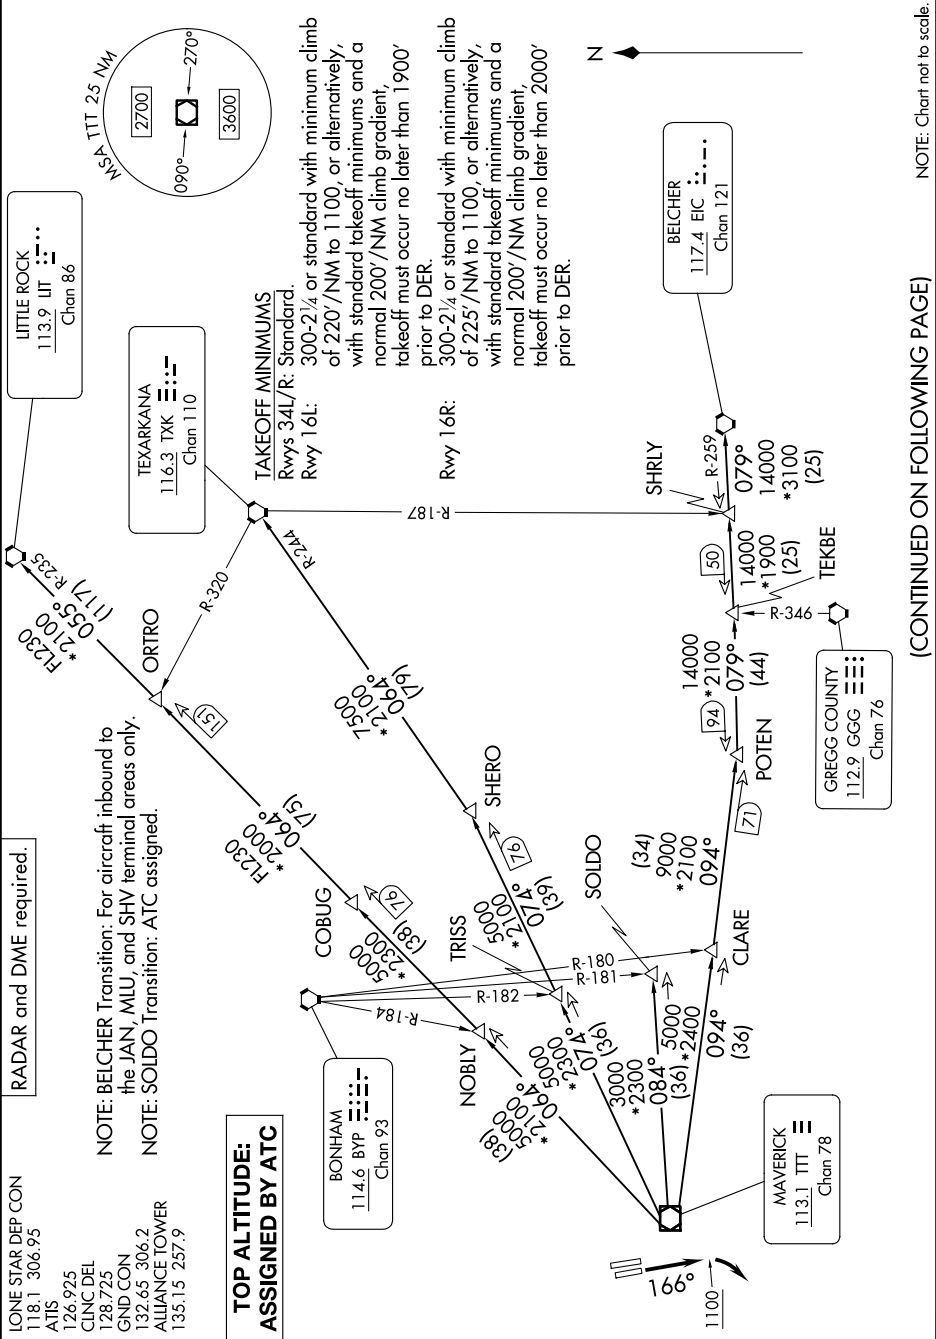 LONE STAR DEP CON
118.1 306.95
ATIS
126.925
CLNC DEL
128.725
GND CON
132.65 306.2
ALLIANCE TOWER
135.15 257.9
RADAR and DME required.
NOTE: BELCHER Transition: For aircraft inbound to
the JAN, MLU, and SHV terminal areas only.
NOTE: SOLDO Transition: ATC assigned.
TOP ALTITUDE:
ASSIGNED BY ATC
LITTLE ROCK
113.9 LIT
Chan 86
MSA TTT 25 NM
2700
090°
270°
3600
TEXARKANA
116.3 TXK
Chan 110
TAKEOFF MINIMUMS
Rwys 34L/R: Standard.
Rwy 16L: 300-2¼ or standard with minimum climb
of 220'/NM to 1100, or alternatively,
with standard takeoff minimums and a
normal 200'/NM climb gradient,
takeoff must occur no later than 1900'
prior to DER.
Rwy 16R: 300-2¼ or standard with minimum climb
of 225'/NM to 1100, or alternatively,
with standard takeoff minimums and a
normal 200'/NM climb gradient,
takeoff must occur no later than 2000'
prior to DER.
N
R-235
FL230
*2100
055°
(117)
ORTRO
R-320
151
FL230
*2000
064°
(75)
COBUG
76
5000
*2300
(38)
NOBLY
5000
*2100
064°
(38)
R-244
7500
*2100
064°
(79)
SHERO
76
5000
*2100
074°
(39)
TRISS
5000
*2300
074°
(36)
BONHAM
114.6 BYP
Chan 93
R-184
R-182
R-181
R-180
SOLDO
3000
*2300
084°
(36)
CLARE
5000
*2400
094°
(36)
(34)
9000
*2100
094°
71
POTEN
94
14000
*2100
079°
(44)
TEKBE
R-346
GREGG COUNTY
112.9 GGG
Chan 76
50
14000
*1900
(25)
SHRLY
R-187
R-259
079°
14000
*3100
(25)
BELCHER
117.4 EIC
Chan 121
MAVERICK
113.1 TTT
Chan 78
166°
1100
NOTE: Chart not to scale.
(CONTINUED ON FOLLOWING PAGE)